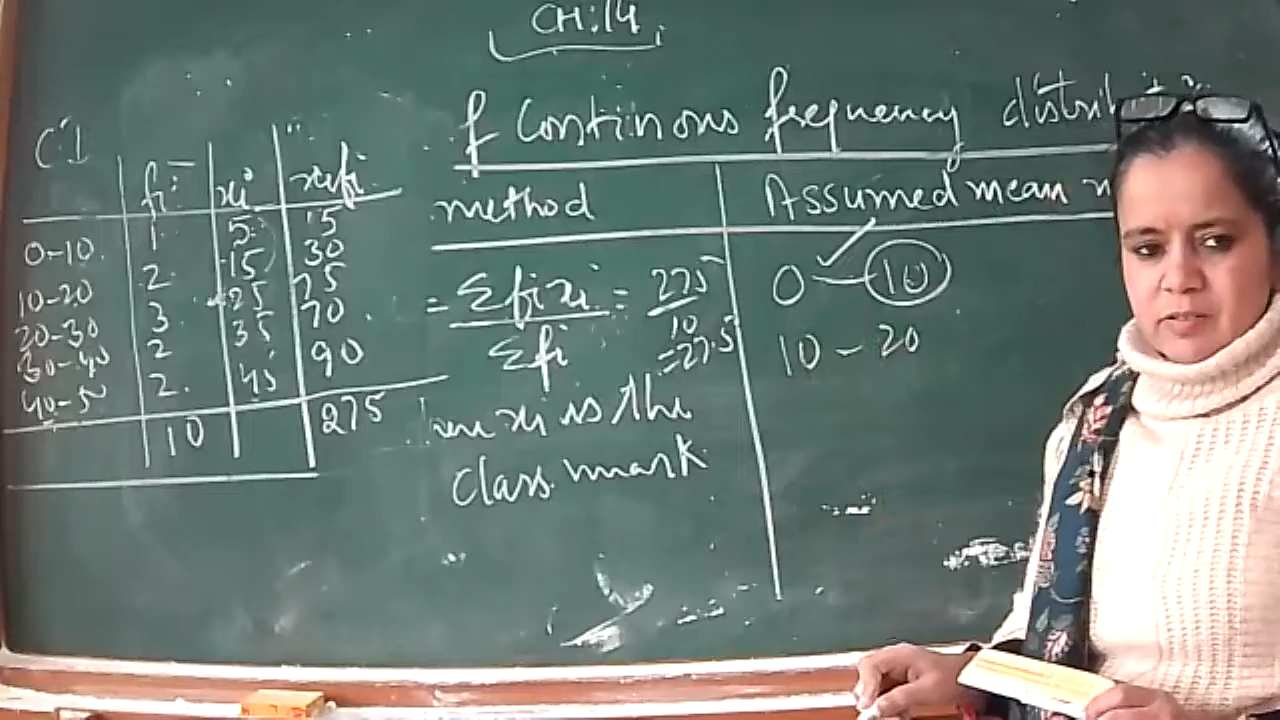 CH:14
f Continous frequency
C.I fi xi xifi
method Assumed mean
0-10 1 5 5
10-20 2 15 30
20-30 3 25 75
30-40 2 35 70
40-50 2 45 90
10 275
= Σfixi / Σfi = 275 / 10
= 27.5
xi is the
class mark
0 - 10
10 - 20